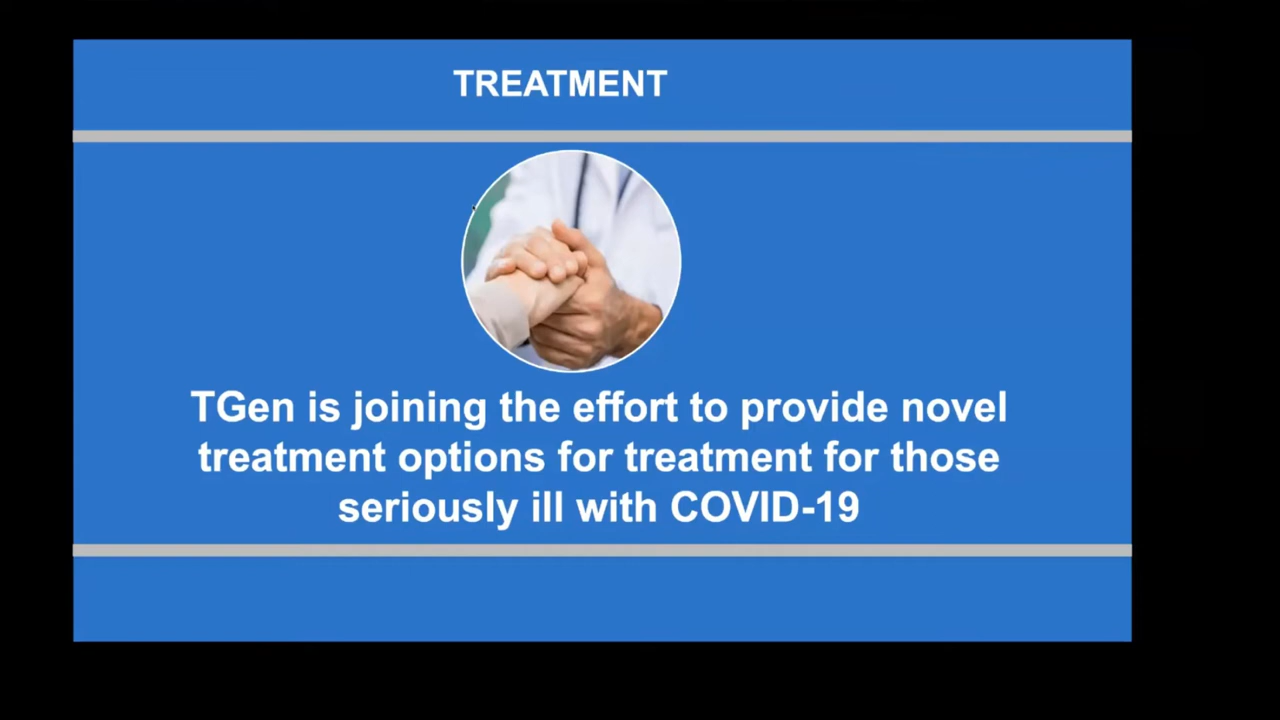 TREATMENT
TGen is joining the effort to provide novel
treatment options for treatment for those
seriously ill with COVID-19